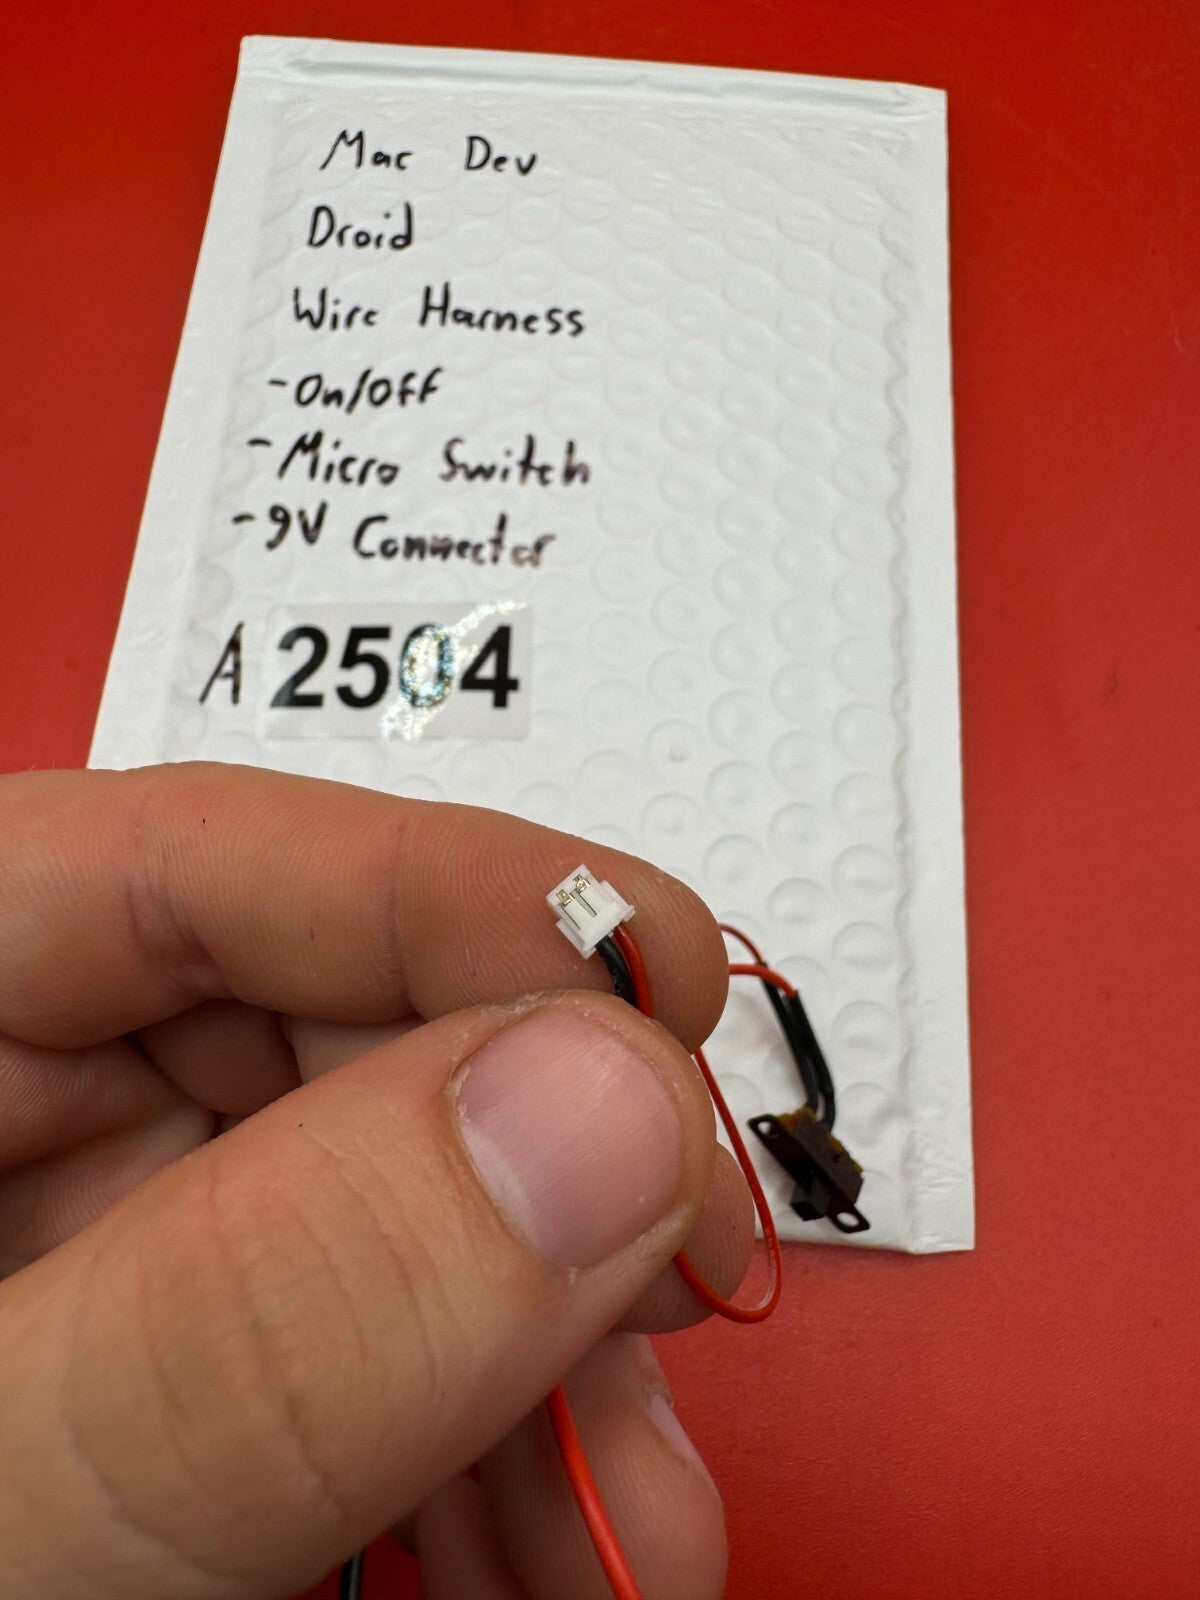 Mac Dev
Droid
Wire Harness
-On/Off
-Micro Switch
-9V Connector
A 2504